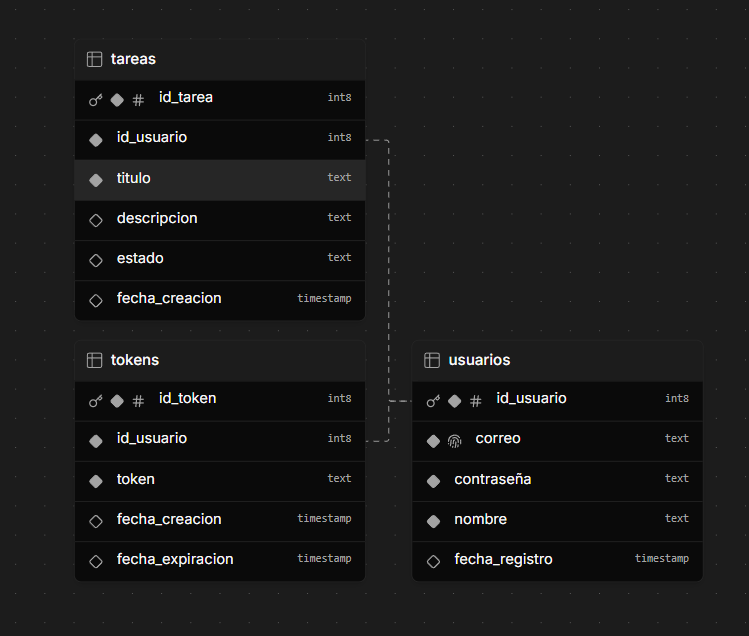 tareas
# id_tarea int8
id_usuario int8
titulo text
descripcion text
estado text
fecha_creacion timestamp
tokens
# id_token int8
id_usuario int8
token text
fecha_creacion timestamp
fecha_expiracion timestamp
usuarios
# id_usuario int8
correo text
contraseña text
nombre text
fecha_registro timestamp